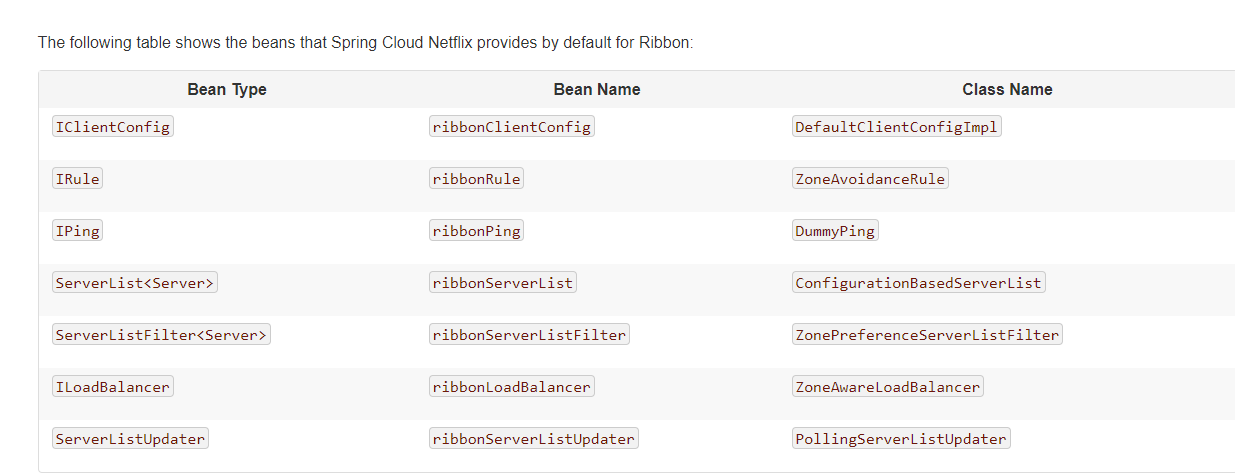 The following table shows the beans that Spring Cloud Netflix provides by default for Ribbon:
Bean Type Bean Name Class Name
IClientConfig ribbonClientConfig DefaultClientConfigImpl
IRule ribbonRule ZoneAvoidanceRule
IPing ribbonPing DummyPing
ServerList<Server> ribbonServerList ConfigurationBasedServerList
ServerListFilter<Server> ribbonServerListFilter ZonePreferenceServerListFilter
ILoadBalancer ribbonLoadBalancer ZoneAwareLoadBalancer
ServerListUpdater ribbonServerListUpdater PollingServerListUpdater